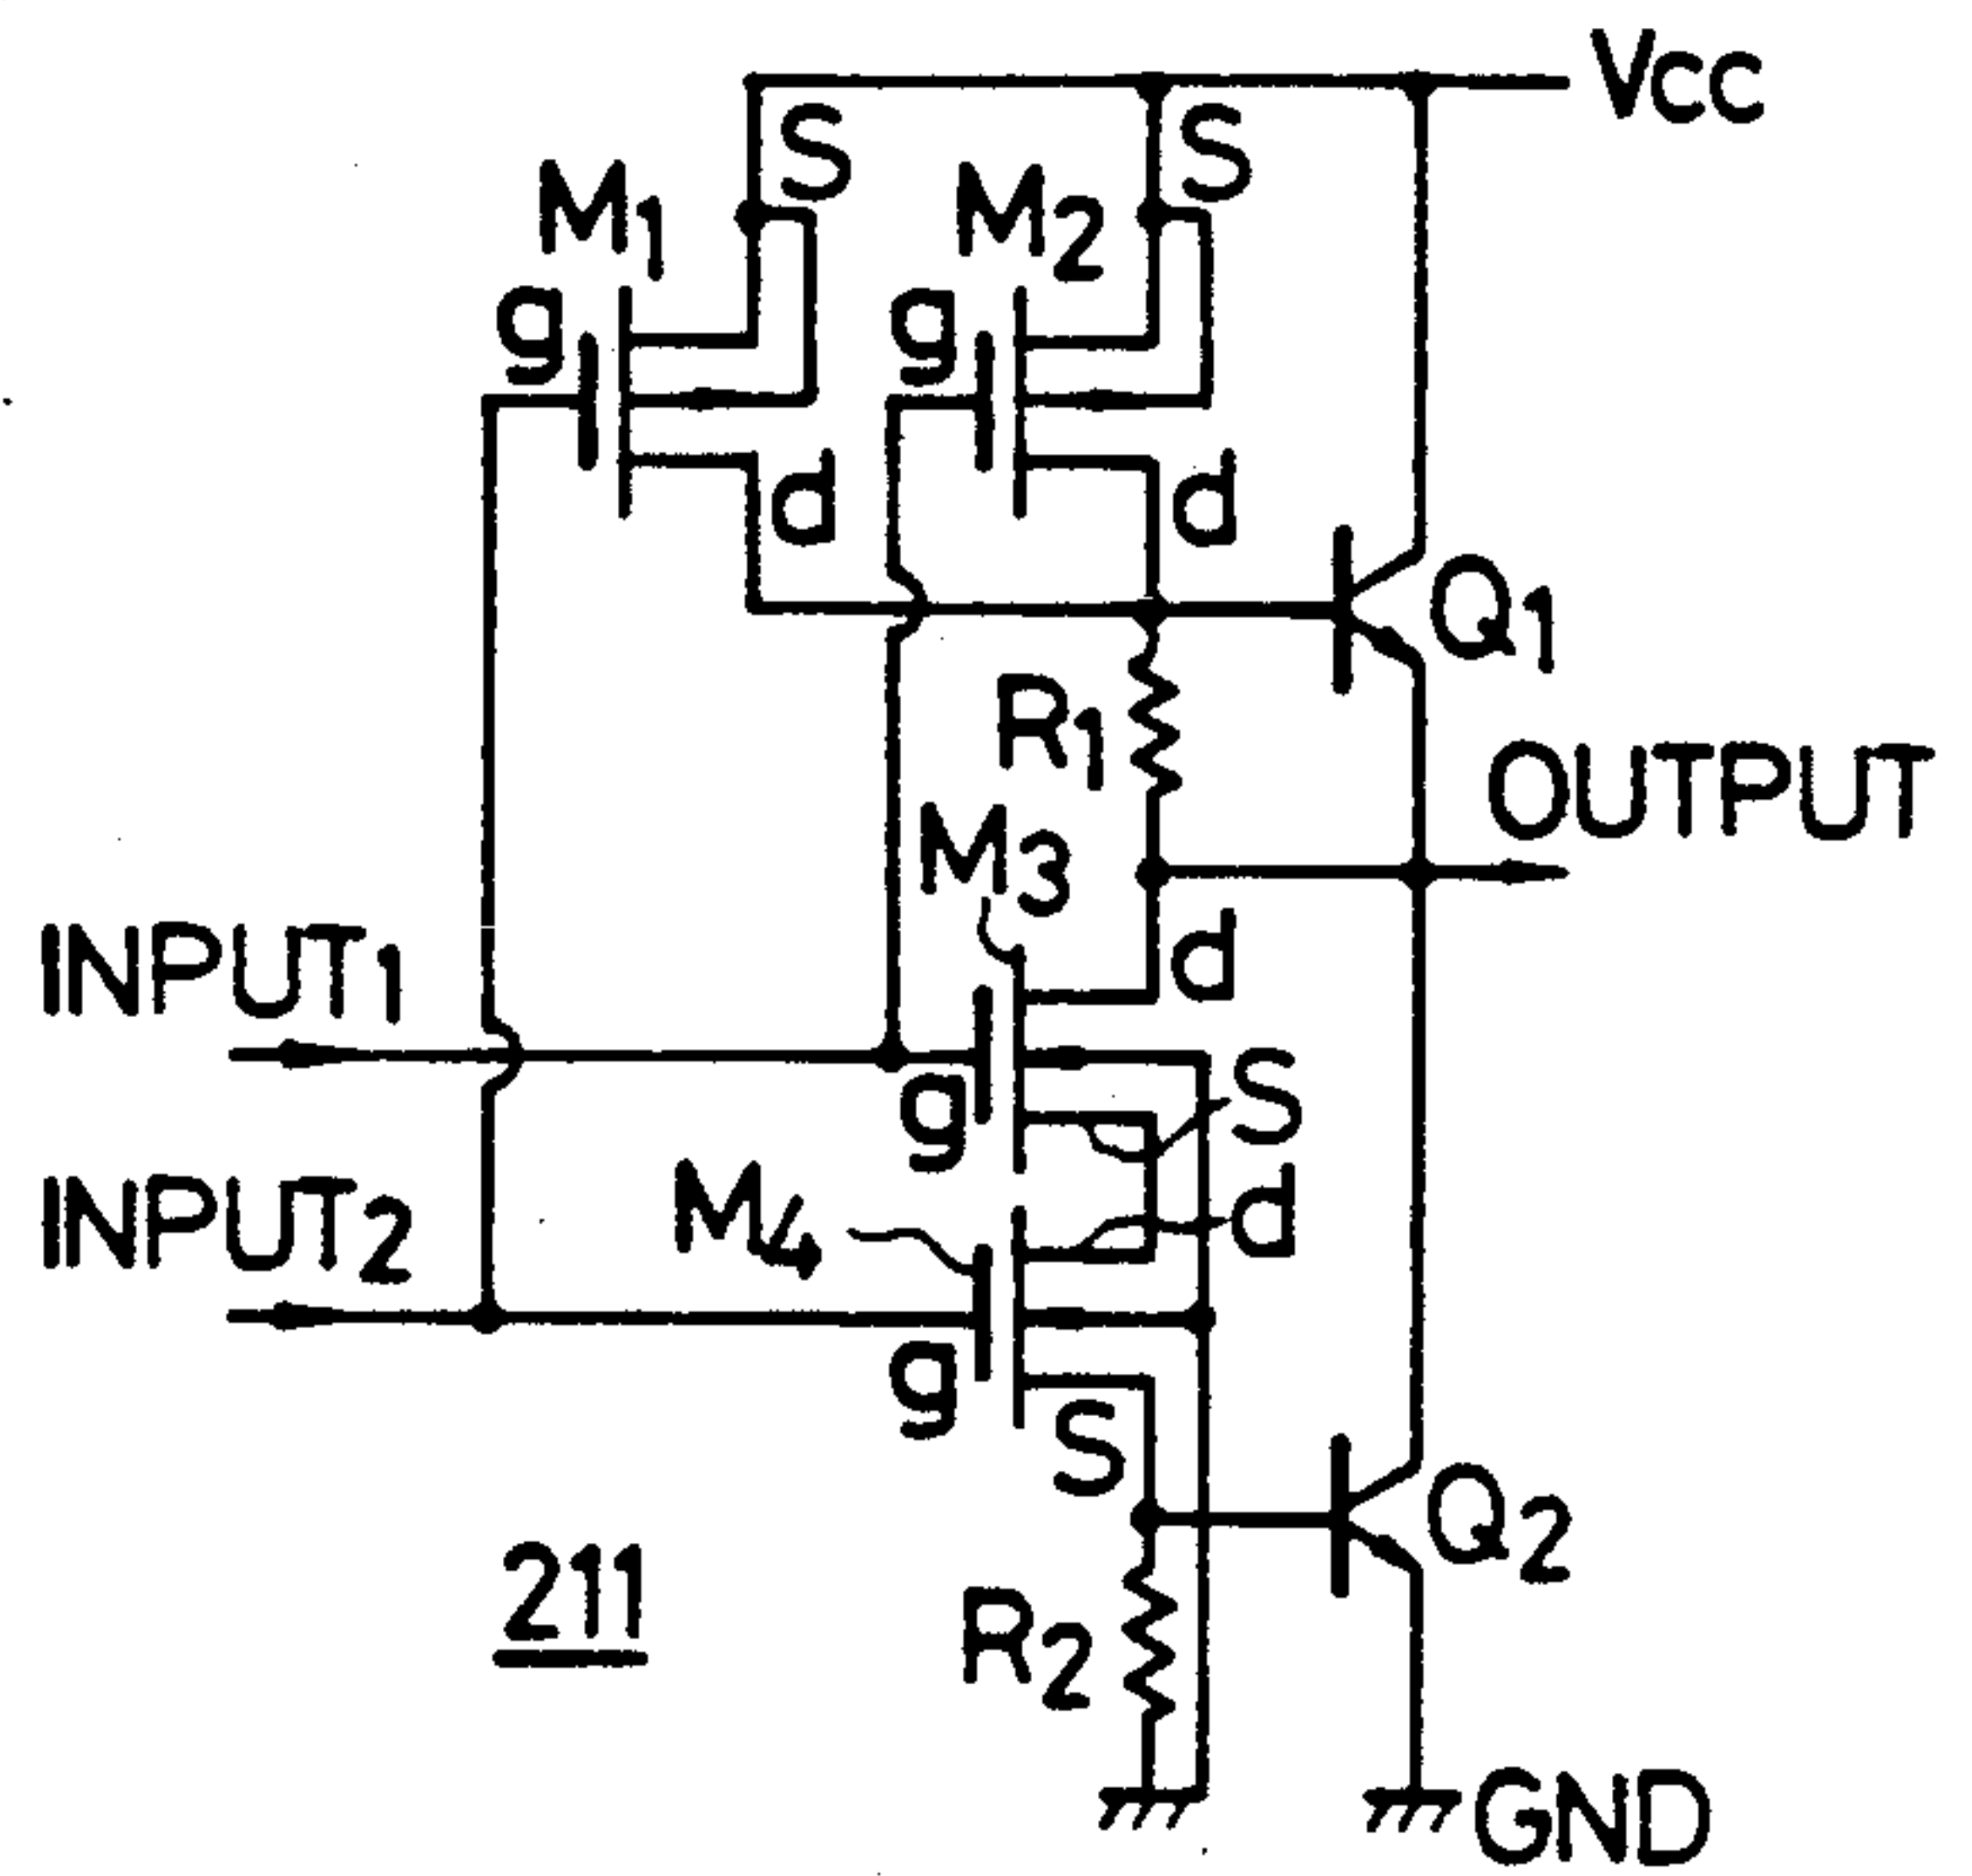 Vcc
S
S
M1
M2
g
g
d
d
Q1
R1
OUTPUT
M3
d
INPUT1
g
S
INPUT2
M4
d
g
S
Q2
211
R2
GND